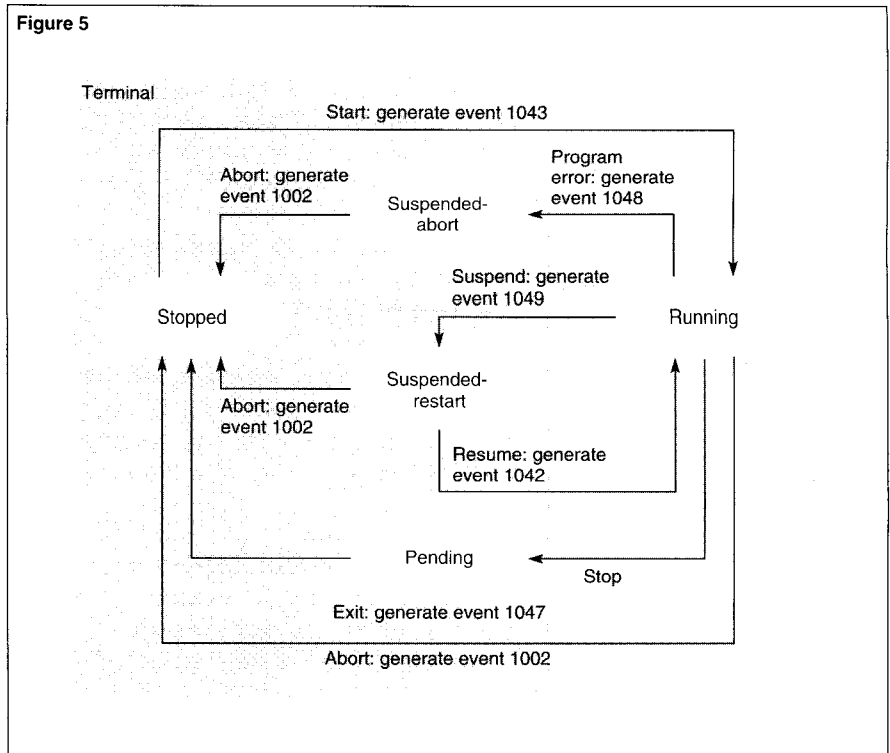 Figure 5
Terminal
Start: generate event 1043
Abort: generate
event 1002
Suspended-
abort
Program
error: generate
event 1048
Suspend: generate
event 1049
Stopped
Running
Suspended-
restart
Abort: generate
event 1002
Resume: generate
event 1042
Pending
Stop
Exit: generate event 1047
Abort: generate event 1002